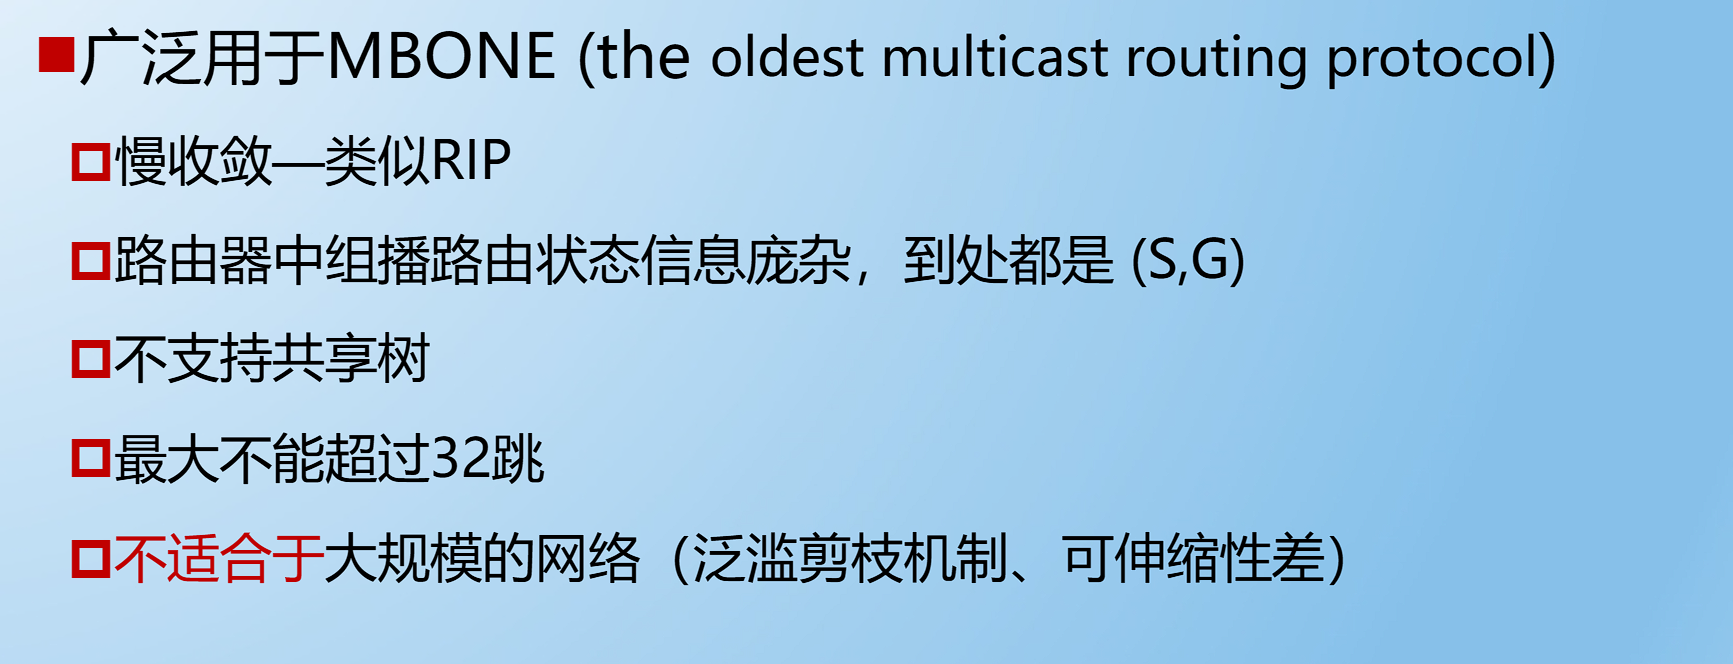 广泛用于MBONE (the oldest multicast routing protocol)
慢收敛—类似RIP
路由器中组播路由状态信息庞杂，到处都是 (S,G)
不支持共享树
最大不能超过32跳
不适合于大规模的网络（泛滥剪枝机制、可伸缩性差）